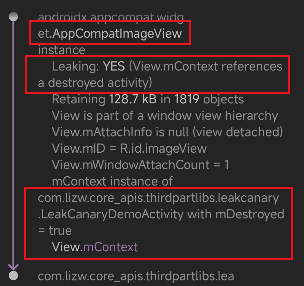 androidx.appcompat.widg
et.AppCompatImageView
instance
Leaking: YES (View.mContext references
a destroyed activity)
Retaining 128.7 kB in 1819 objects
View is part of a window view hierarchy
View.mAttachInfo is null (view detached)
View.mID = R.id.imageView
View.mWindowAttachCount = 1
mContext instance of
com.lizw.core_apis.thirdpartlibs.leakcanary
.LeakCanaryDemoActivity with mDestroyed
= true
View.mContext
com.lizw.core_apis.thirdpartlibs.lea